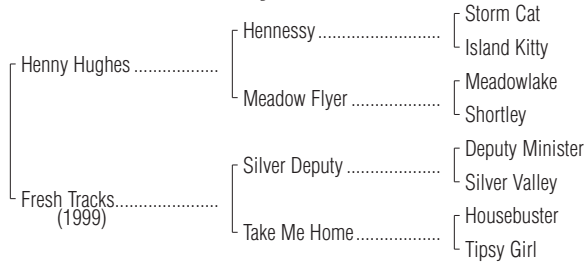 Storm Cat
Hennessy
Island Kitty
Henny Hughes
Meadowlake
Meadow Flyer
Shortley
Deputy Minister
Silver Deputy
Silver Valley
Fresh Tracks
(1999)
Housebuster
Take Me Home
Tipsy Girl